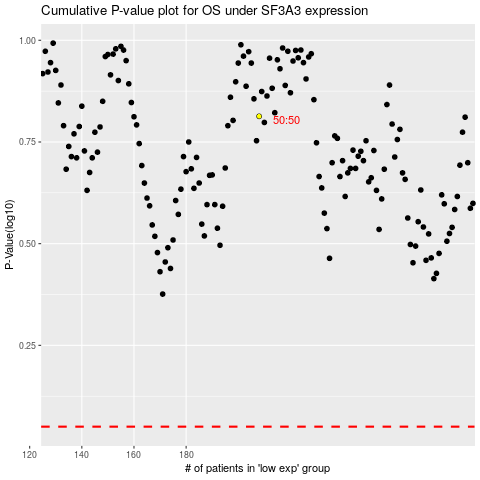 Cumulative P-value plot for OS under SF3A3 expression
1.00
0.75
0.50
0.25
P-Value(log10)
50:50
120 140 160 180
# of patients in 'low exp' group